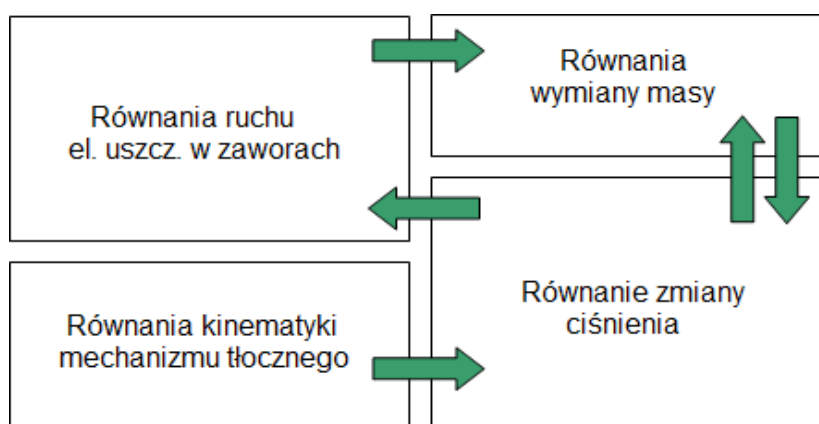 Równania ruchu
el. uszcz. w zaworach
Równania
wymiany masy
Równania kinematyki
mechanizmu tłocznego
Równanie zmiany
ciśnienia